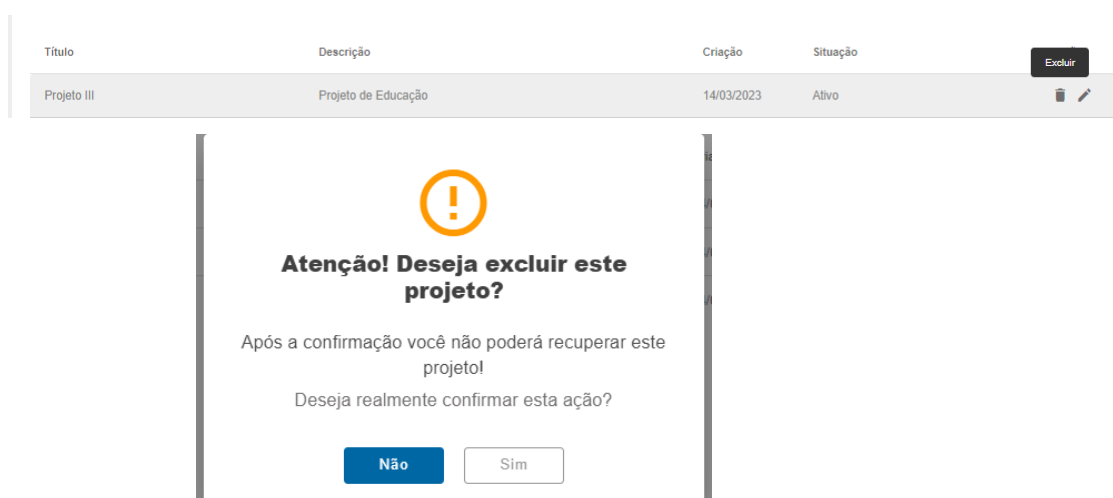 Título Descrição Criação Situação
Excluir
Projeto III Projeto de Educação 14/03/2023 Ativo
Atenção! Deseja excluir este
projeto?
Após a confirmação você não poderá recuperar este
projeto!
Deseja realmente confirmar esta ação?
Não Sim